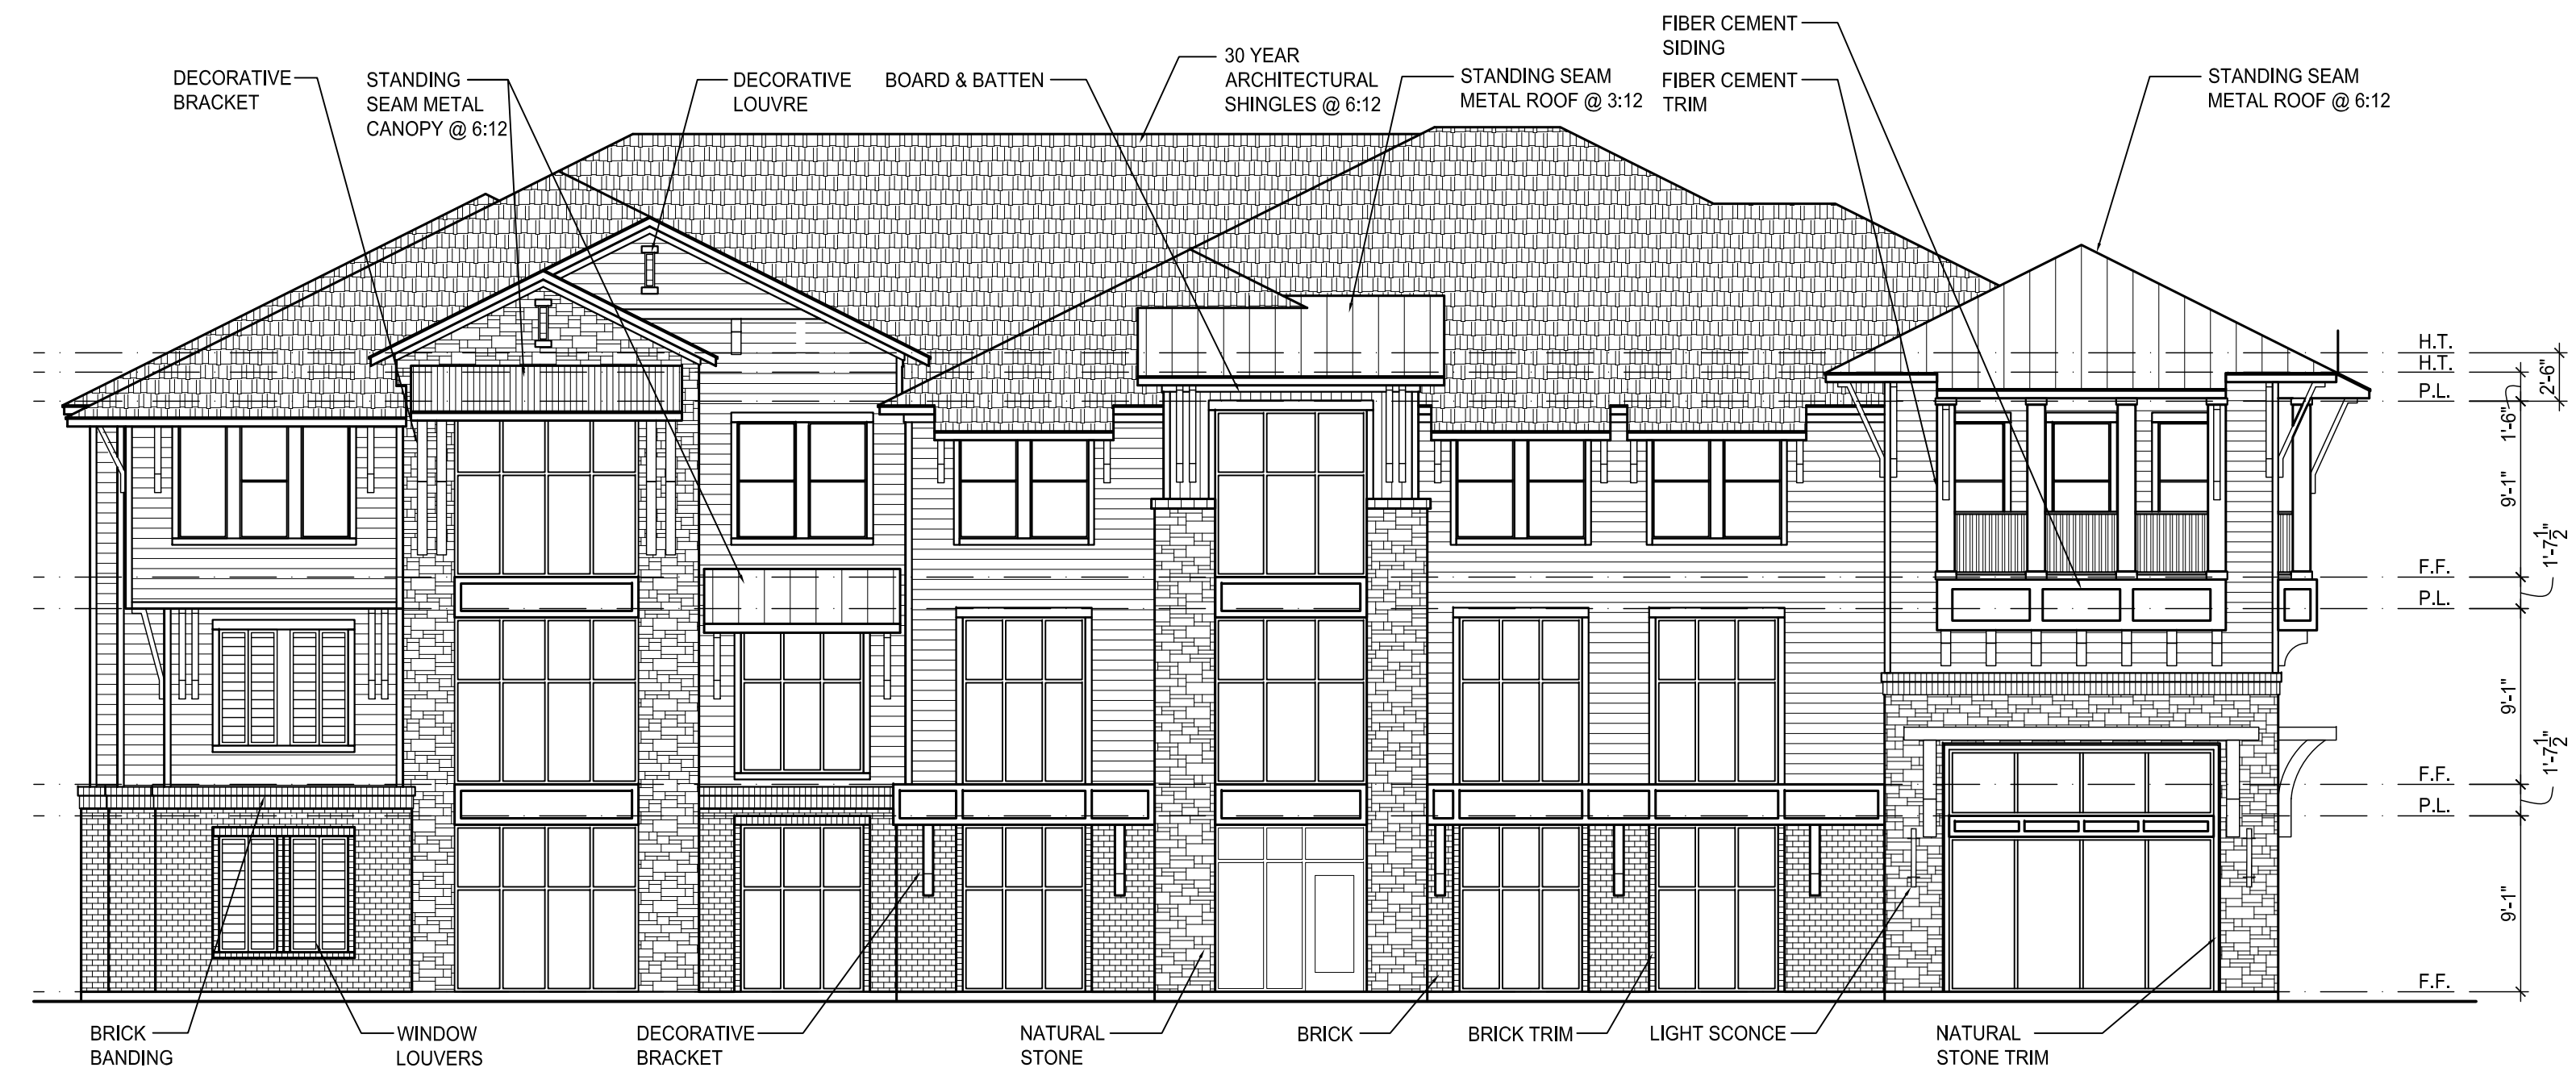 FIBER CEMENT
SIDING
FIBER CEMENT
TRIM
30 YEAR
ARCHITECTURAL
SHINGLES @ 6:12
DECORATIVE
BRACKET
STANDING
SEAM METAL
CANOPY @ 6:12
DECORATIVE
LOUVRE
BOARD & BATTEN
STANDING SEAM
METAL ROOF @ 3:12
STANDING SEAM
METAL ROOF @ 6:12
H.T.
H.T.
P.L.
2'-6"
1'-6"
9'-1"
F.F.
1'-7 1/2"
P.L.
9'-1"
F.F.
1'-7 1/2"
P.L.
9'-1"
F.F.
BRICK
BANDING
WINDOW
LOUVERS
DECORATIVE
BRACKET
NATURAL
STONE
BRICK
BRICK TRIM
LIGHT SCONCE
NATURAL
STONE TRIM